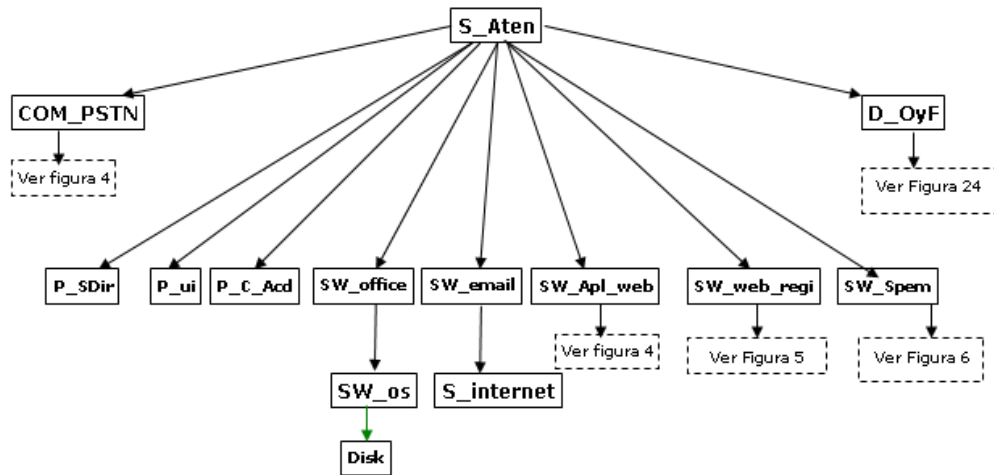 S_Aten
COM_PSTN
D_OyF
Ver figura 4
Ver Figura 24
P_SDir
P_ui
P_C_Acd
SW_office
SW_email
SW_Apl_web
SW_web_regi
SW_Spem
Ver figura 4
Ver Figura 5
Ver Figura 6
SW_os
S_internet
Disk